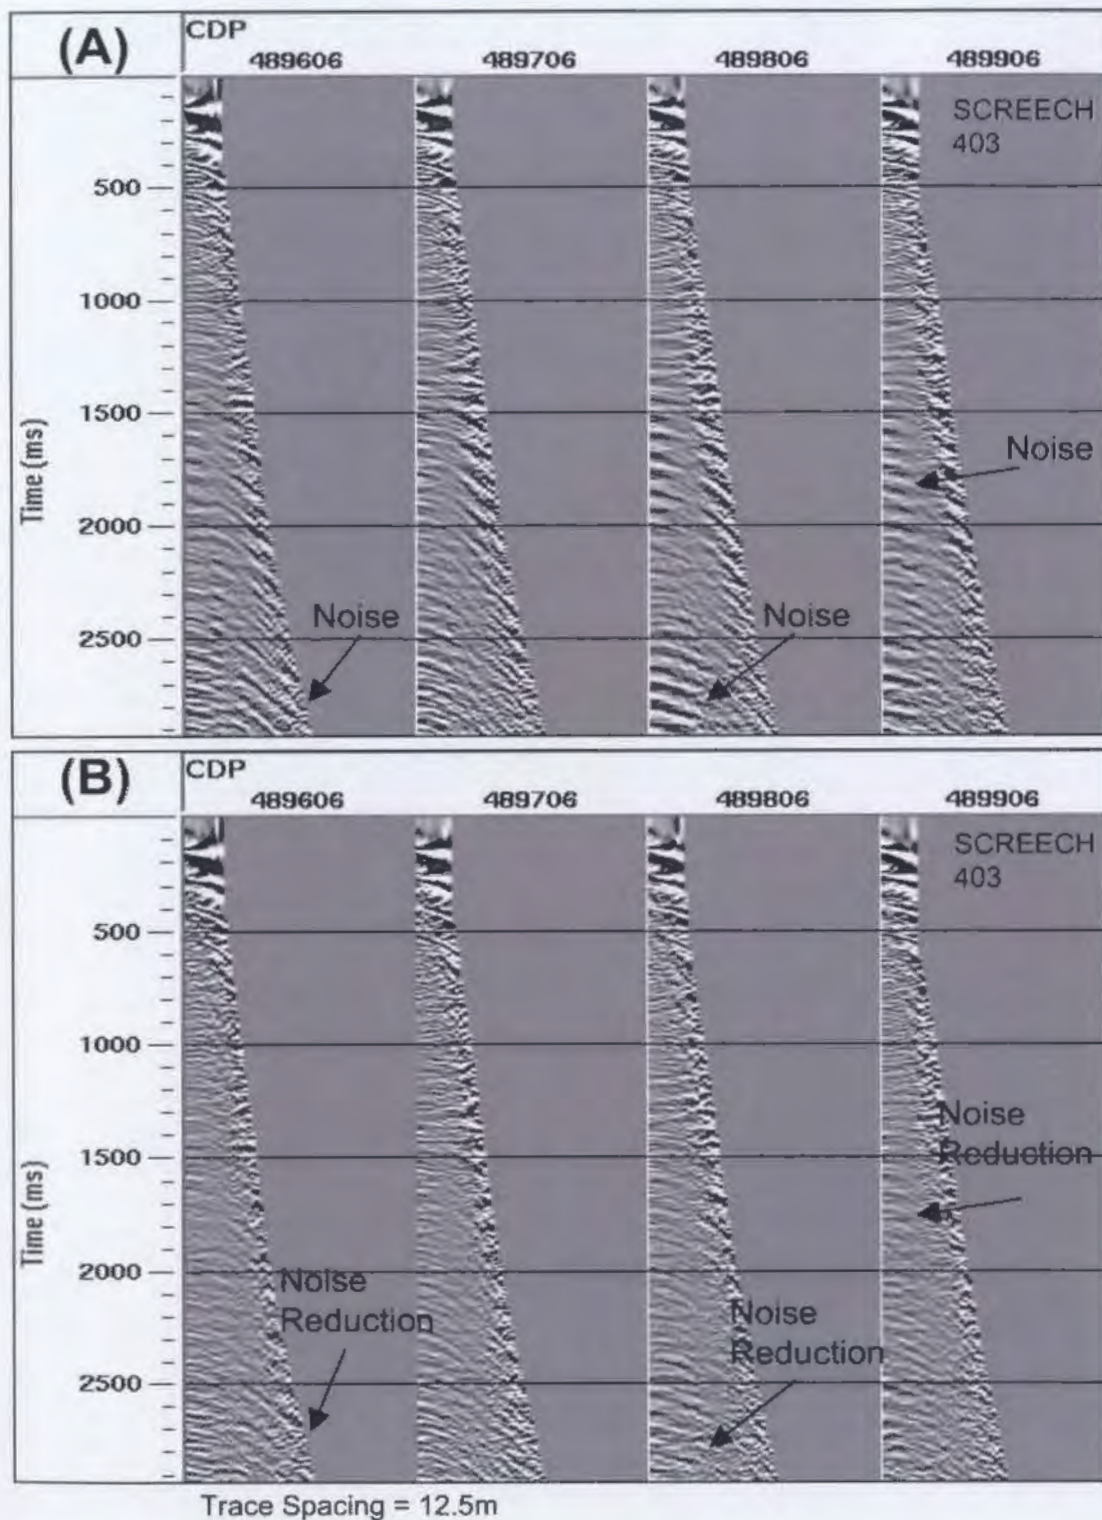 (A)
CDP
489606 489706 489806 489906
SCREECH
403
500
1000
1500
2000
2500
Time (ms)
Noise
Noise
Noise
(B)
CDP
489606 489706 489806 489906
SCREECH
403
500
1000
1500
2000
2500
Time (ms)
Noise
Reduction
Noise
Reduction
Noise
Reduction
Trace Spacing = 12.5m